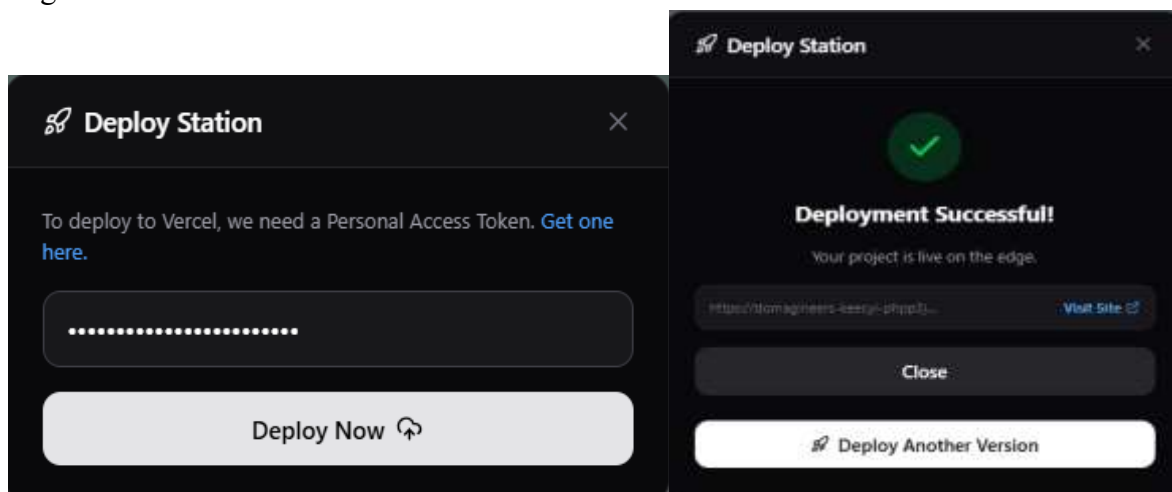 Deploy Station
To deploy to Vercel, we need a Personal Access Token. Get one
here.
••••••••••••••••••••••••
Deploy Now
Deploy Station
Deployment Successful!
Your project is live on the edge.
Visit Site
Close
Deploy Another Version